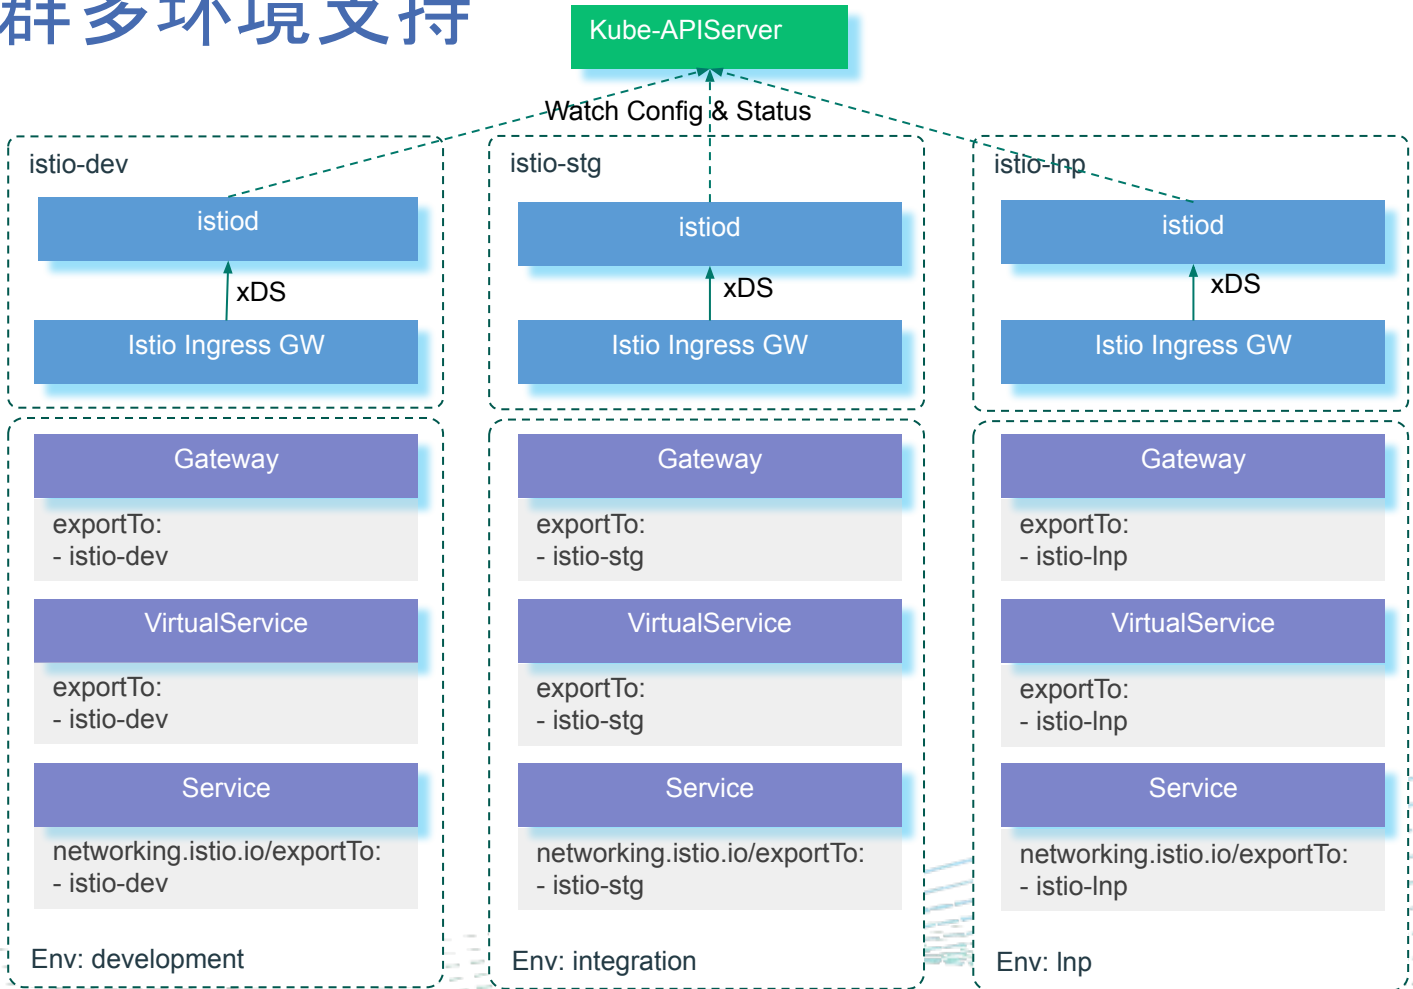 群多环境支持
Kube-APIServer
Watch Config & Status
istio-dev
istiod
xDS
Istio Ingress GW
Gateway
exportTo:
- istio-dev
VirtualService
exportTo:
- istio-dev
Service
networking.istio.io/exportTo:
- istio-dev
Env: development
istio-stg
istiod
xDS
Istio Ingress GW
Gateway
exportTo:
- istio-stg
VirtualService
exportTo:
- istio-stg
Service
networking.istio.io/exportTo:
- istio-stg
Env: integration
istio-lnp
istiod
xDS
Istio Ingress GW
Gateway
exportTo:
- istio-lnp
VirtualService
exportTo:
- istio-lnp
Service
networking.istio.io/exportTo:
- istio-lnp
Env: lnp